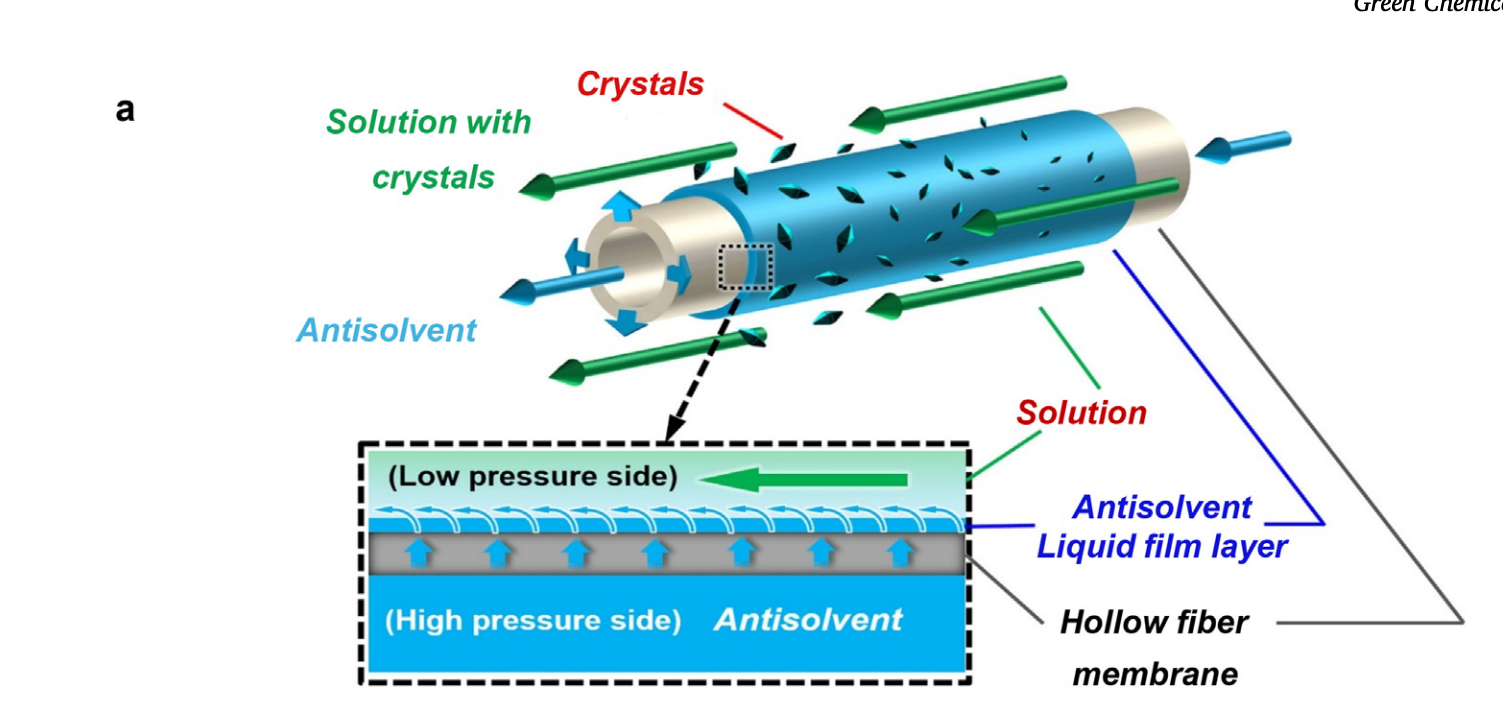 Green Chemic
a
Crystals
Solution with
crystals
Antisolvent
Solution
(Low pressure side)
Antisolvent
Liquid film layer
(High pressure side) Antisolvent
Hollow fiber
membrane